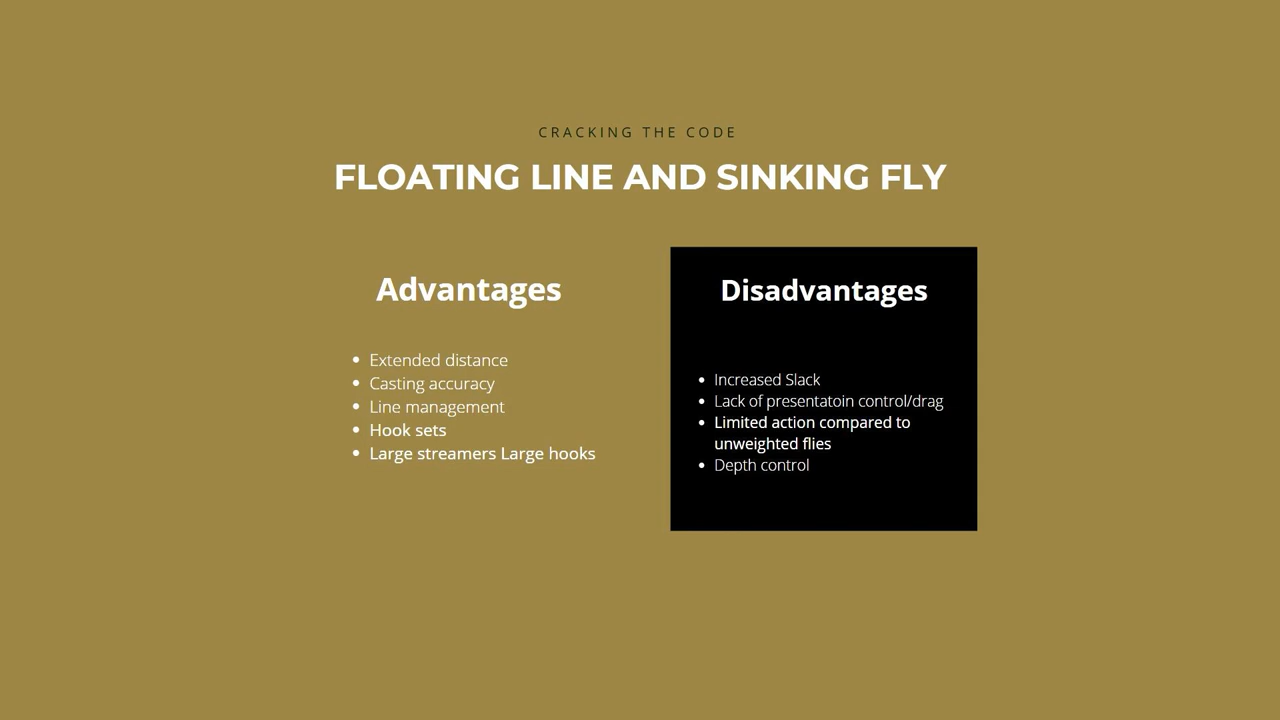 CRACKING THE CODE
FLOATING LINE AND SINKING FLY
Advantages
Extended distance
Casting accuracy
Line management
Hook sets
Large streamers Large hooks
Disadvantages
Increased Slack
Lack of presentatoin control/drag
Limited action compared to
unweighted flies
Depth control